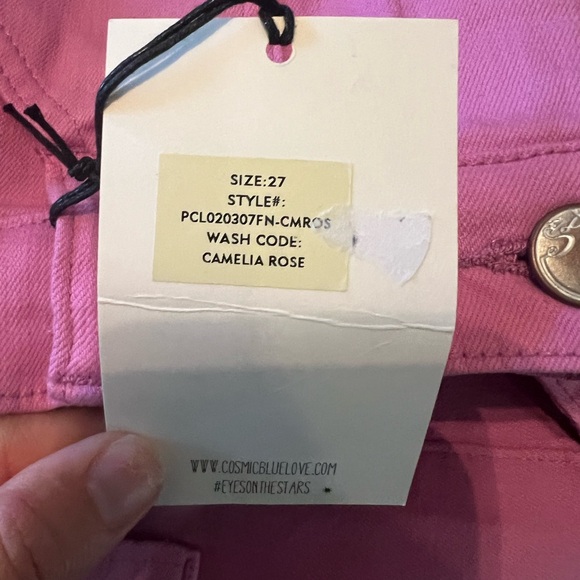 SIZE:27
STYLE#:
PCL020307FN-CMROS
WASH CODE:
CAMELIA ROSE
WWW.COSMICBLUELOVE.COM
#EYESONTHESTARS